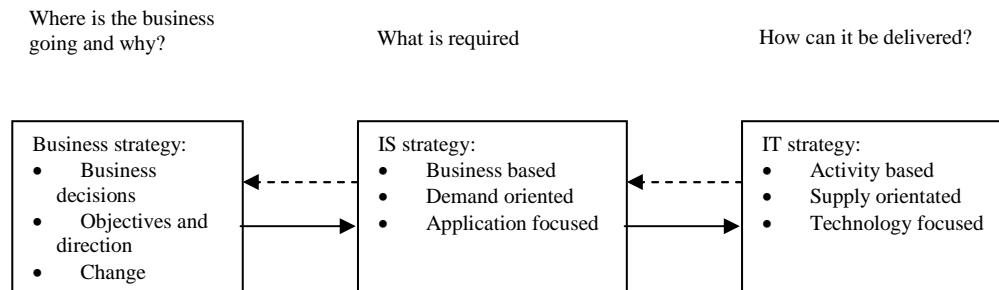 Where is the business
going and why?
What is required
How can it be delivered?
Business strategy:
• Business
decisions
• Objectives and
direction
• Change
IS strategy:
• Business based
• Demand oriented
• Application focused
IT strategy:
• Activity based
• Supply orientated
• Technology focused